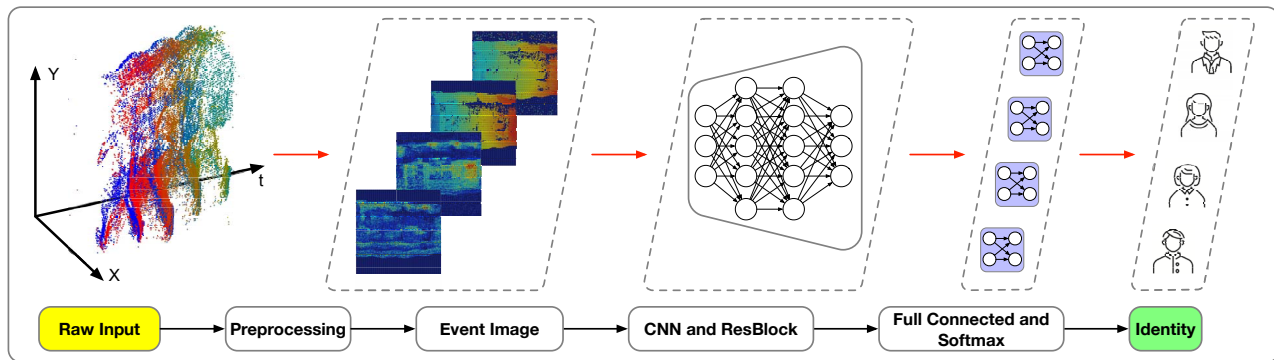 Y
t
X
Raw Input
Preprocessing
Event Image
CNN and ResBlock
Full Connected and
Softmax
Identity